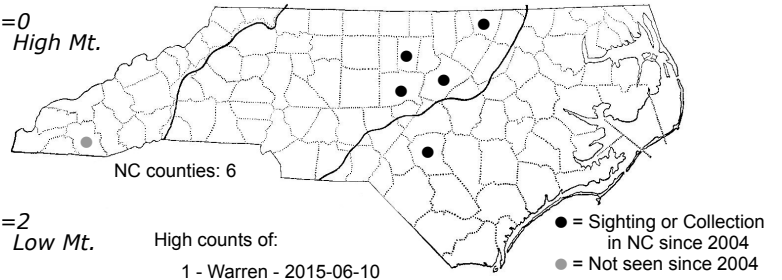 =0
High Mt.
NC counties: 6
=2
Low Mt.
High counts of:
1 - Warren - 2015-06-10
● = Sighting or Collection
in NC since 2004
● = Not seen since 2004